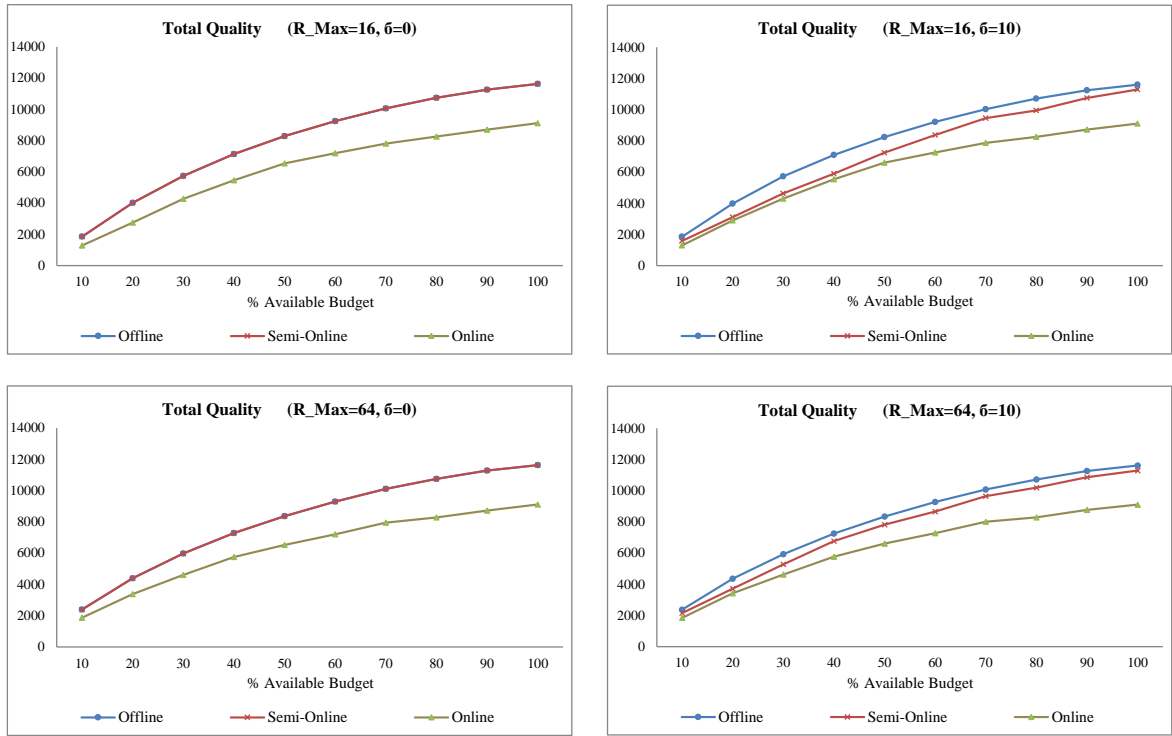 Total Quality (R_Max=16, б=0)
14000
12000
10000
8000
6000
4000
2000
0
10 20 30 40 50 60 70 80 90 100
% Available Budget
Offline Semi-Online Online
Total Quality (R_Max=16, б=10)
14000
12000
10000
8000
6000
4000
2000
0
10 20 30 40 50 60 70 80 90 100
% Available Budget
Offline Semi-Online Online
Total Quality (R_Max=64, б=0)
14000
12000
10000
8000
6000
4000
2000
0
10 20 30 40 50 60 70 80 90 100
% Available Budget
Offline Semi-Online Online
Total Quality (R_Max=64, б=10)
14000
12000
10000
8000
6000
4000
2000
0
10 20 30 40 50 60 70 80 90 100
% Available Budget
Offline Semi-Online Online